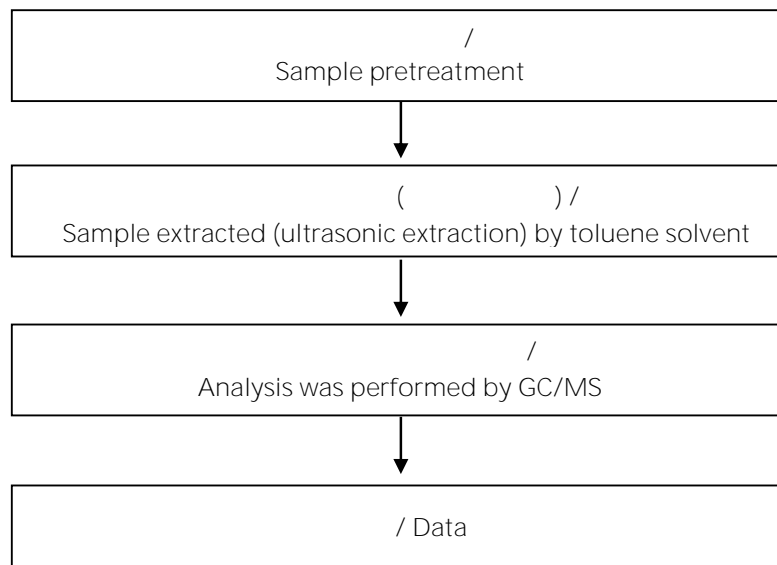 /
Sample pretreatment
( ) /
Sample extracted (ultrasonic extraction) by toluene solvent
/
Analysis was performed by GC/MS
/ Data